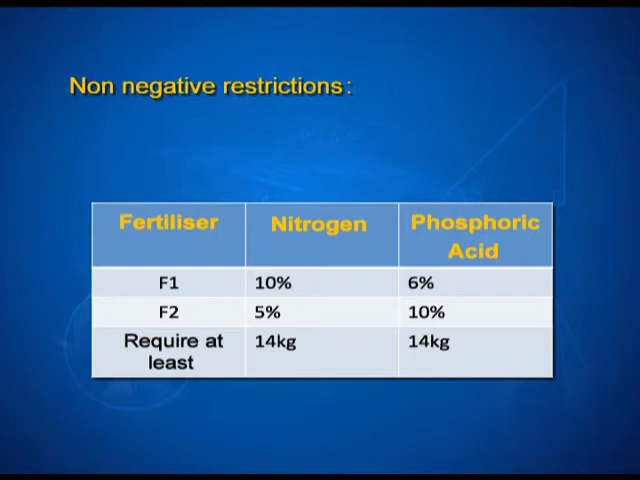 Non negative restrictions:
Fertiliser Nitrogen Phosphoric Acid
F1 10% 6%
F2 5% 10%
Require at least 14kg 14kg